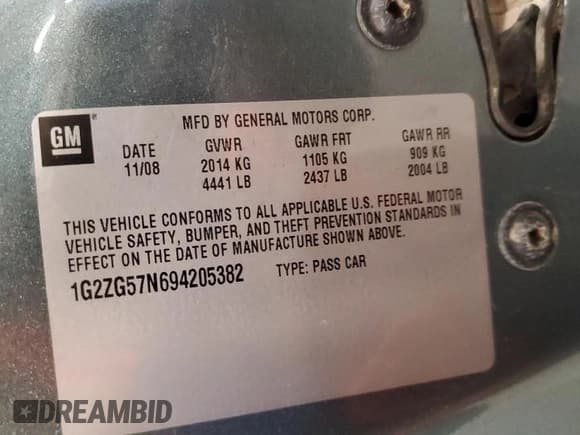 GM
MFD BY GENERAL MOTORS CORP.
DATE GVWR GAWR FRT GAWR RR
11/08 2014 KG 1105 KG 909 KG
4441 LB 2437 LB 2004 LB
THIS VEHICLE CONFORMS TO ALL APPLICABLE U.S. FEDERAL MOTOR
VEHICLE SAFETY, BUMPER, AND THEFT PREVENTION STANDARDS IN
EFFECT ON THE DATE OF MANUFACTURE SHOWN ABOVE.
1G2ZG57N694205382 TYPE: PASS CAR
DREAMBID